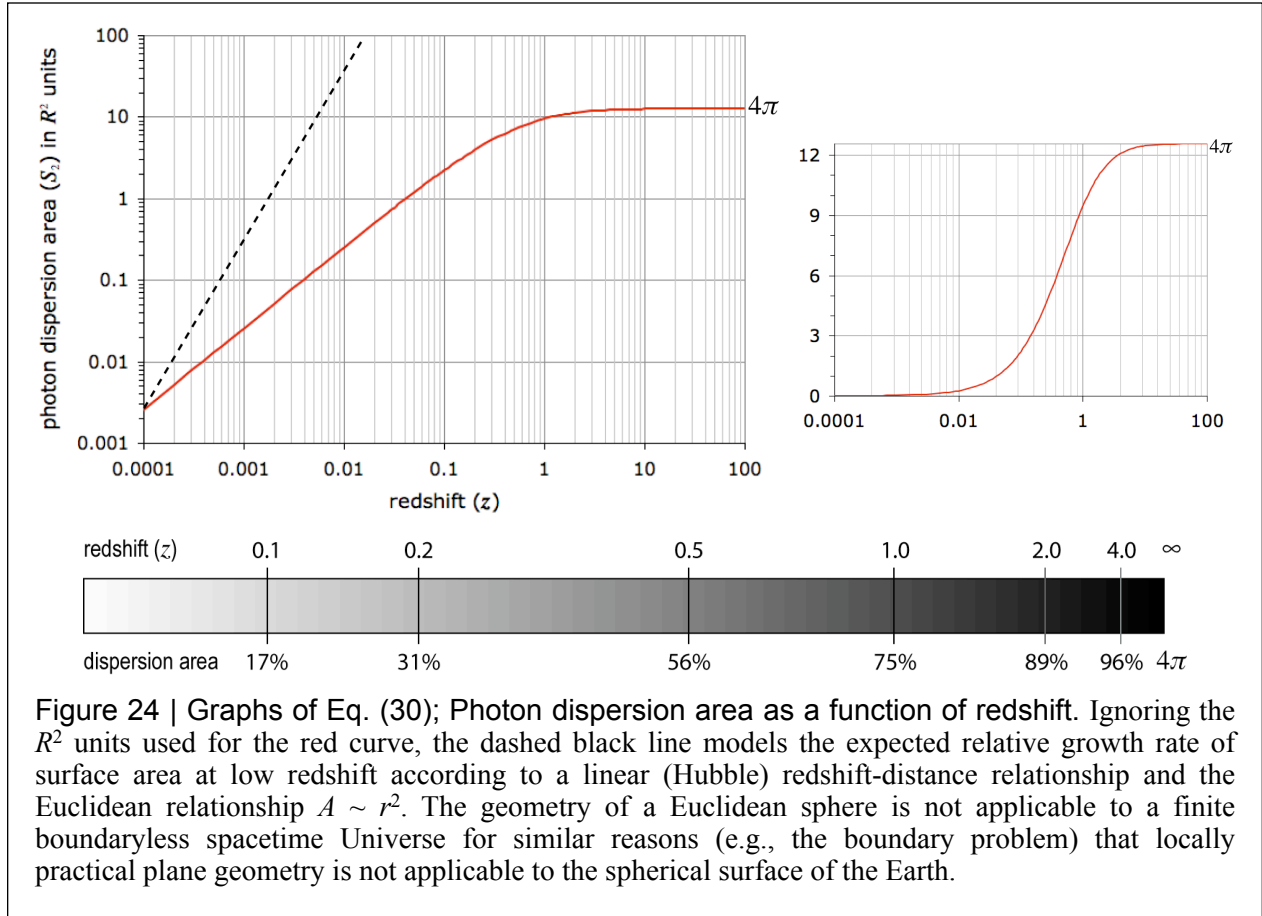 photon dispersion area (S₂) in R² units
100
10
1
0.1
0.01
0.001
4π
0.0001 0.001 0.01 0.1 1 10 100
redshift (z)
12
9
6
3
0
4π
0.0001 0.01 1 100
redshift (z) 0.1 0.2 0.5 1.0 2.0 4.0 ∞
dispersion area 17% 31% 56% 75% 89% 96% 4π
Figure 24 | Graphs of Eq. (30); Photon dispersion area as a function of redshift. Ignoring the
R² units used for the red curve, the dashed black line models the expected relative growth rate of
surface area at low redshift according to a linear (Hubble) redshift-distance relationship and the
Euclidean relationship A ~ r². The geometry of a Euclidean sphere is not applicable to a finite
boundaryless spacetime Universe for similar reasons (e.g., the boundary problem) that locally
practical plane geometry is not applicable to the spherical surface of the Earth.